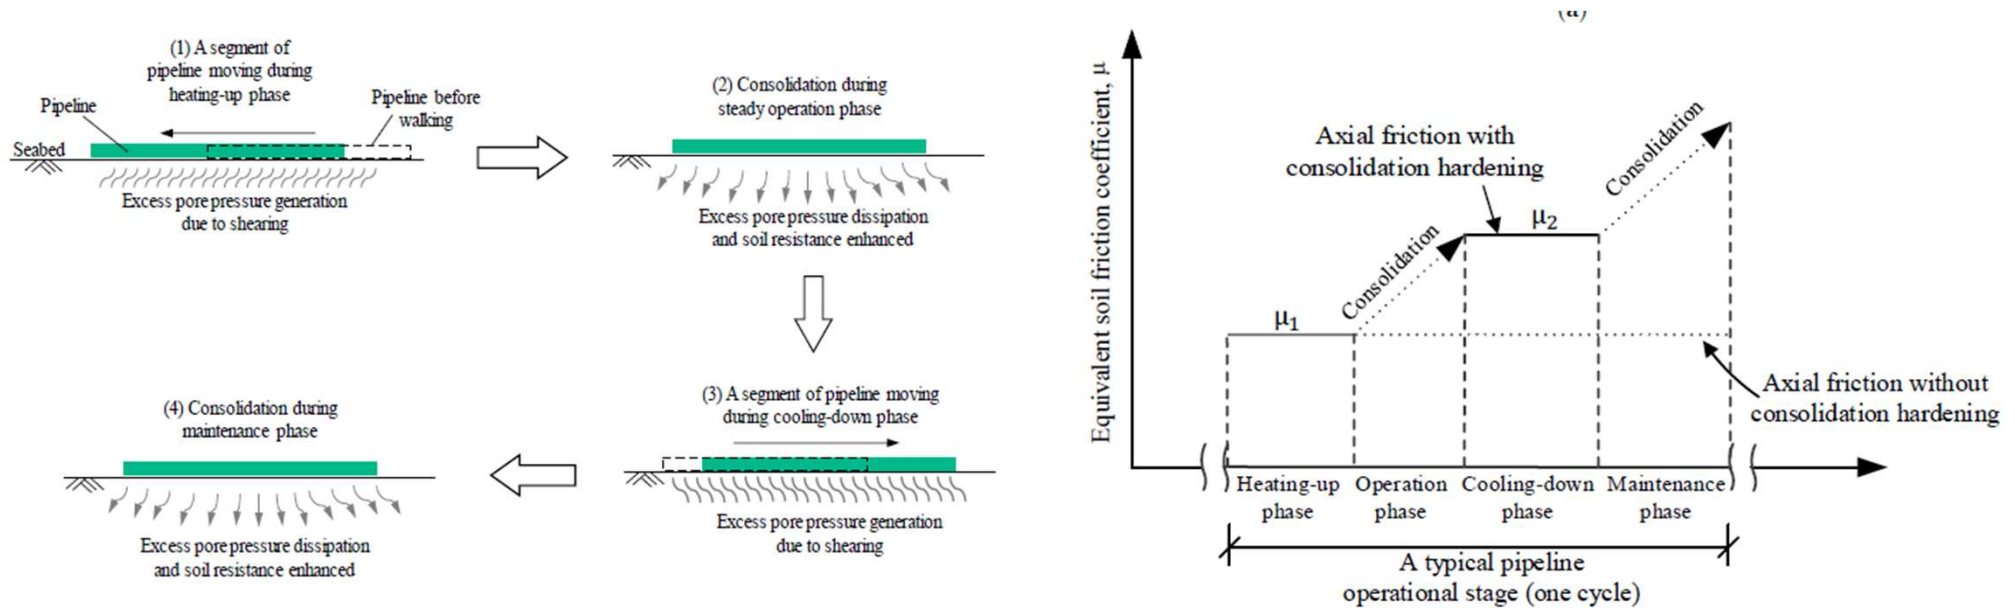 (1) A segment of
pipeline moving during
heating-up phase
Pipeline
Pipeline before
walking
Seabed
Excess pore pressure generation
due to shearing
(2) Consolidation during
steady operation phase
Excess pore pressure dissipation
and soil resistance enhanced
(3) A segment of pipeline moving
during cooling-down phase
Excess pore pressure generation
due to shearing
(4) Consolidation during
maintenance phase
Excess pore pressure dissipation
and soil resistance enhanced
(a)
Equivalent soil friction coefficient, μ
Axial friction with
consolidation hardening
Consolidation
Consolidation
μ1
μ2
Axial friction without
consolidation hardening
Heating-up
phase
Operation
phase
Cooling-down
phase
Maintenance
phase
A typical pipeline
operational stage (one cycle)